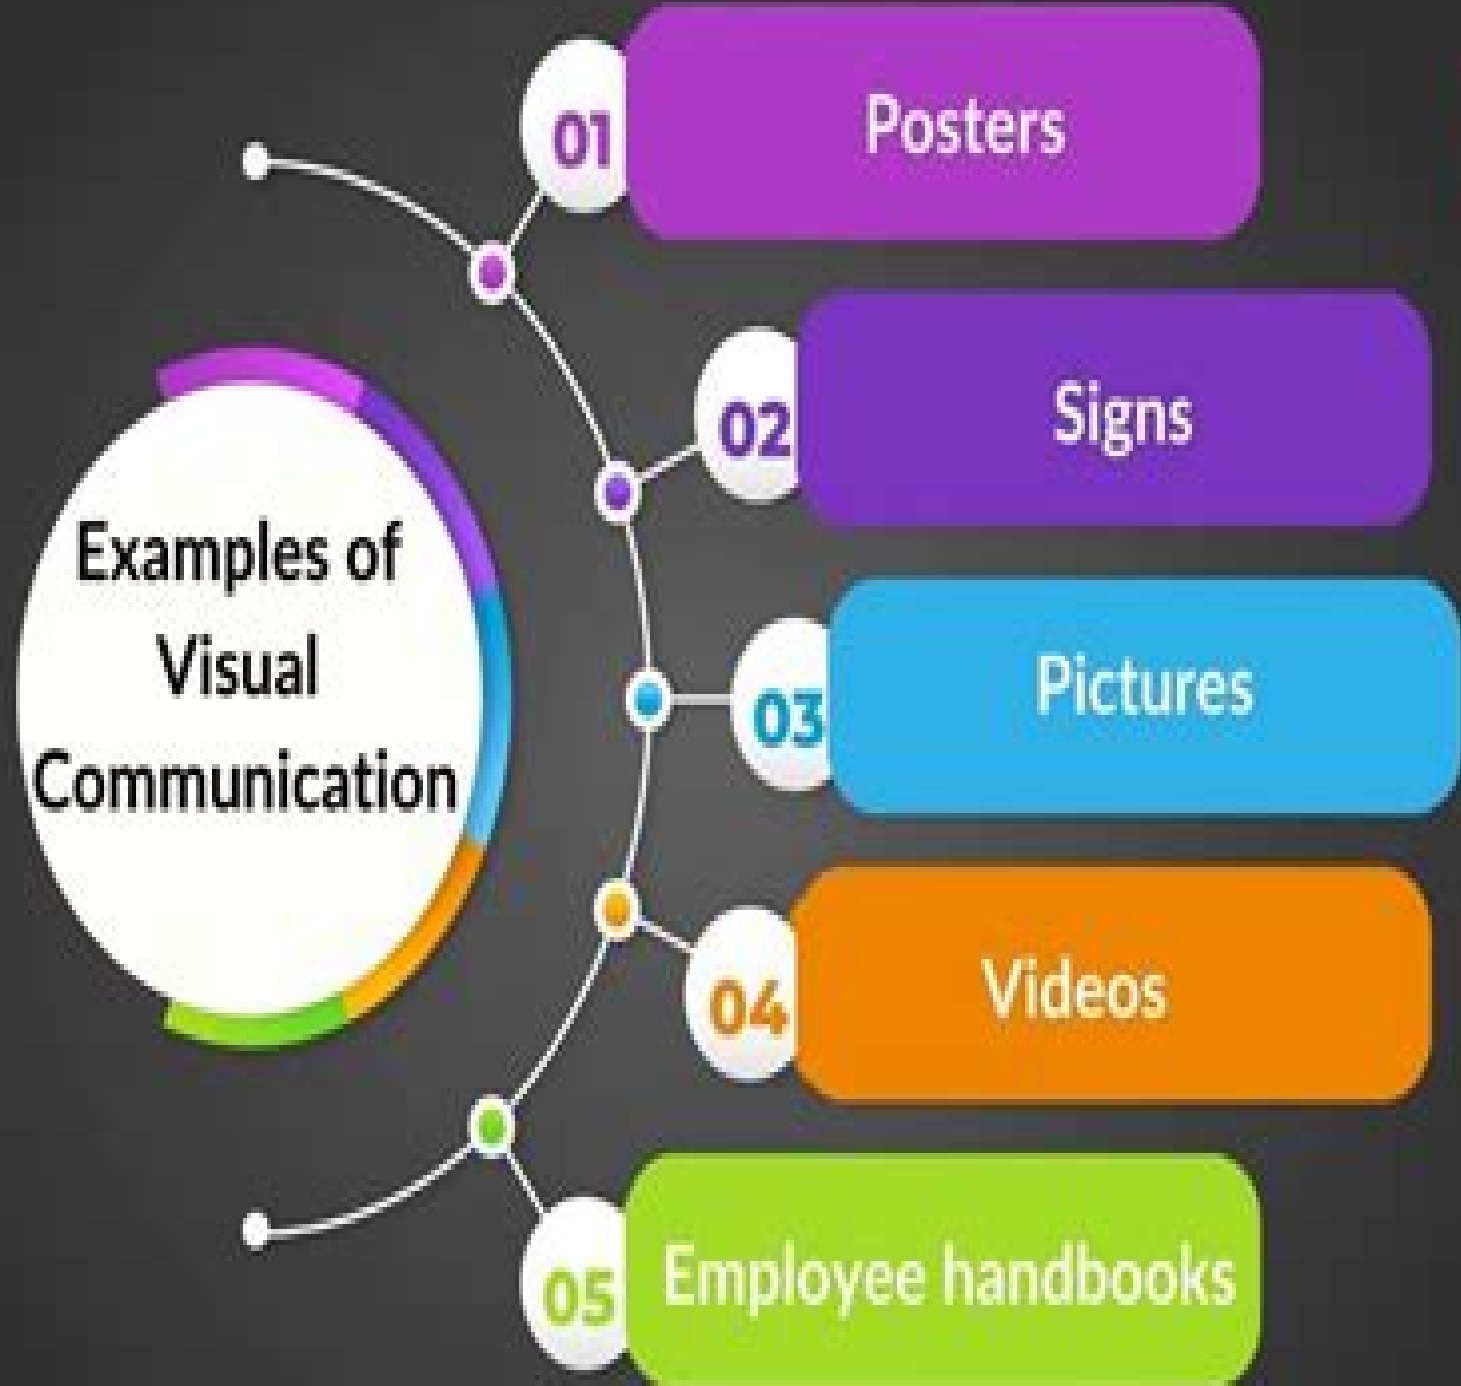 Examples of
Visual
Communication
01
Posters
02
Signs
03
Pictures
04
Videos
05
Employee handbooks